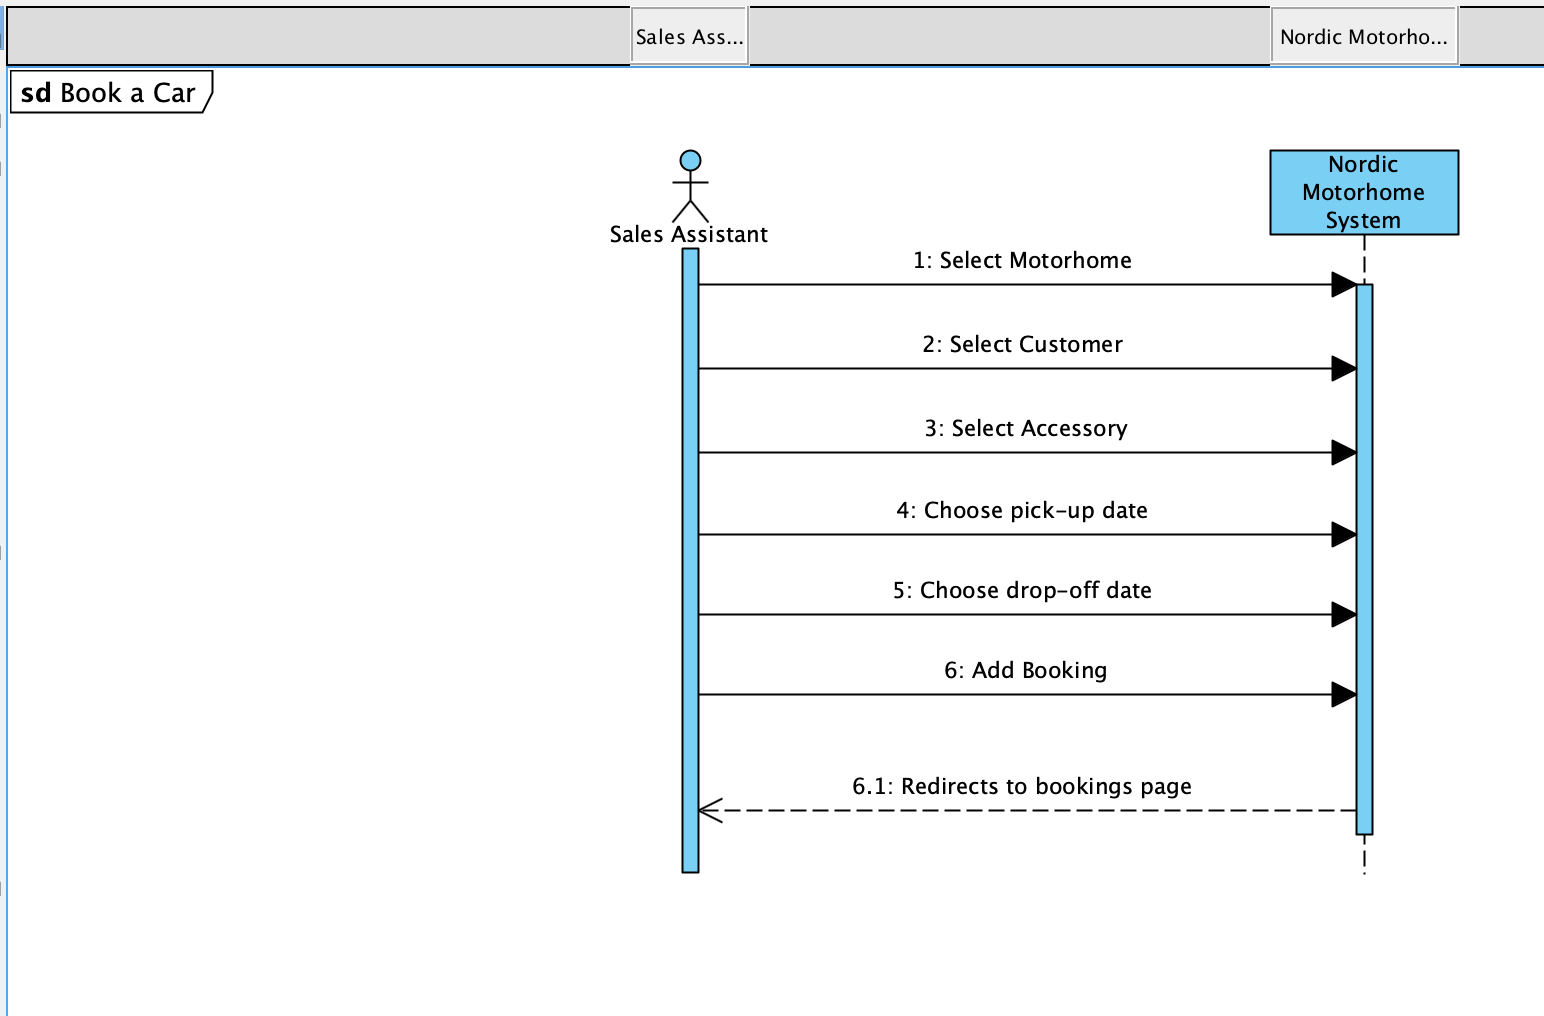 Sales Ass...
Nordic Motorho...
sd Book a Car
Nordic
Motorhome
System
Sales Assistant
1: Select Motorhome
2: Select Customer
3: Select Accessory
4: Choose pick-up date
5: Choose drop-off date
6: Add Booking
6.1: Redirects to bookings page